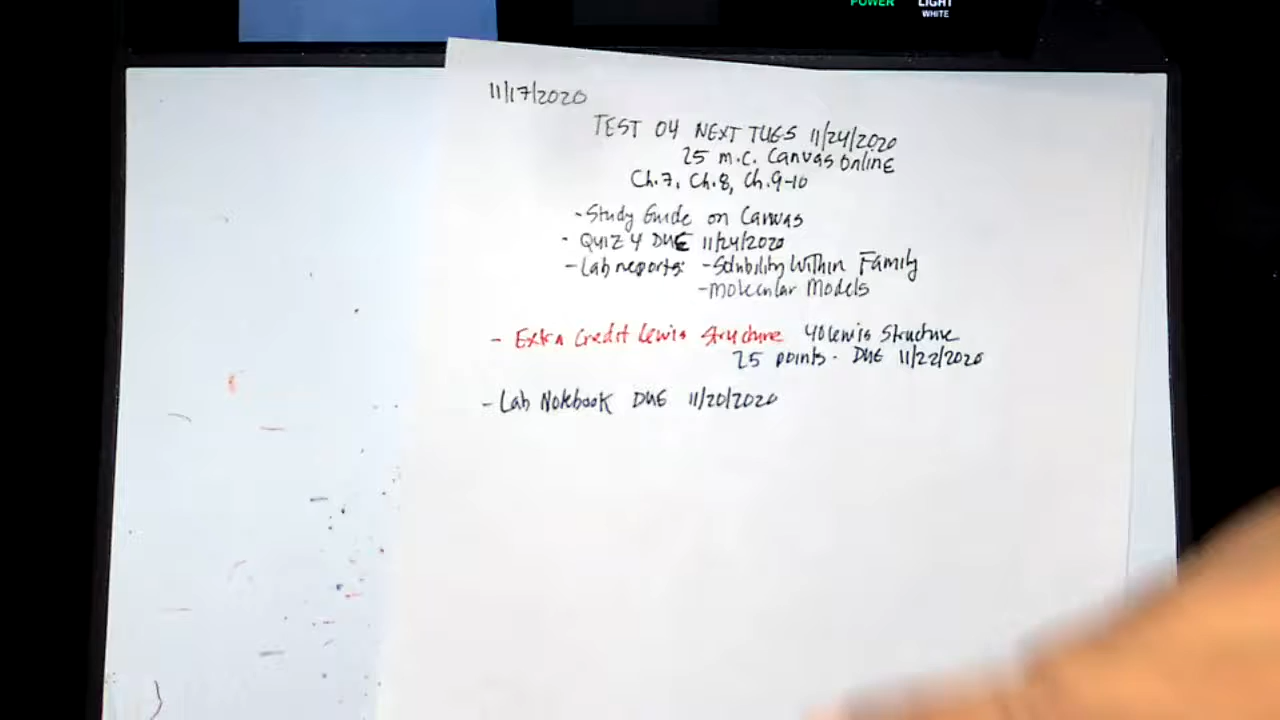 POWER
LIGHT
WHITE
11/17/2020
TEST 04 NEXT TUES 11/24/2020
25 m.c. Canvas Online
Ch.7, Ch.8, Ch.9-10
- Study Guide on Canvas
- QUIZ 4 DUE 11/24/2020
- Lab reports: - Solubility Within Family
- Molecular Models
- Extra Credit Lewis Structure 40 Lewis Structure
25 points - DUE 11/22/2020
- Lab Notebook DUE 11/20/2020